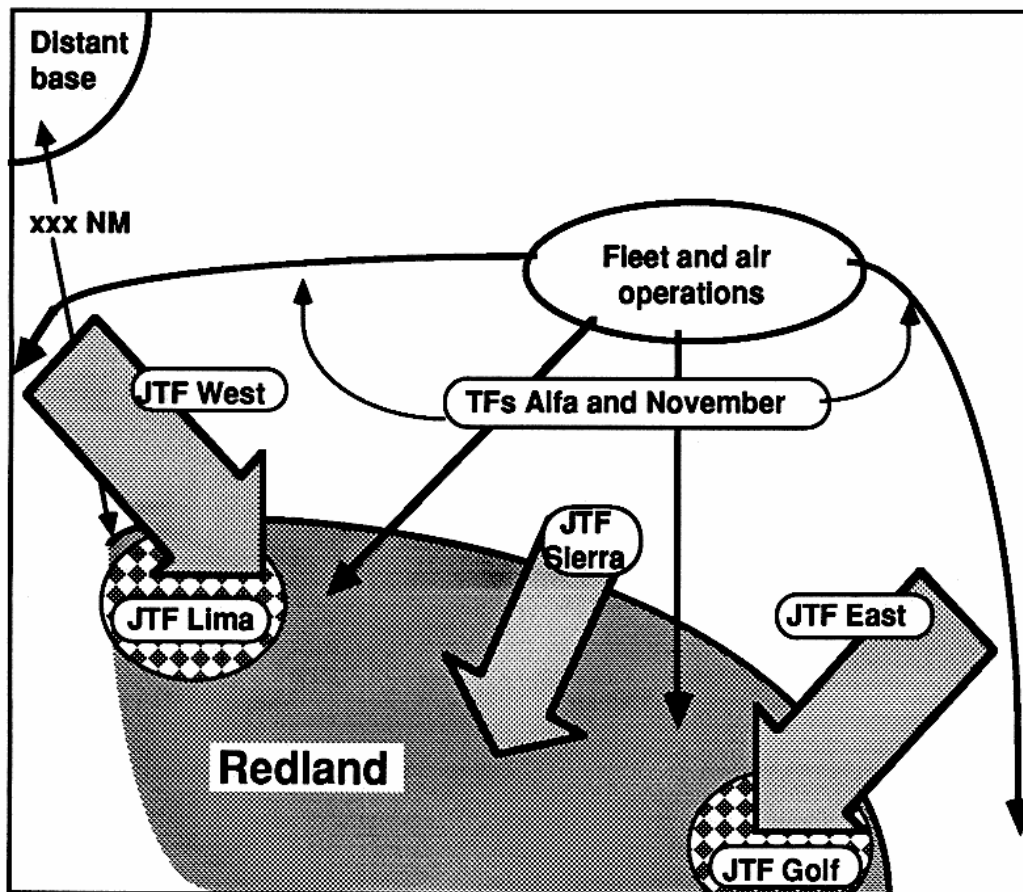 Distant
base
xxx NM
Fleet and air
operations
JTF West
TFs Alfa and November
JTF
Sierra
JTF Lima
JTF East
Redland
JTF Golf